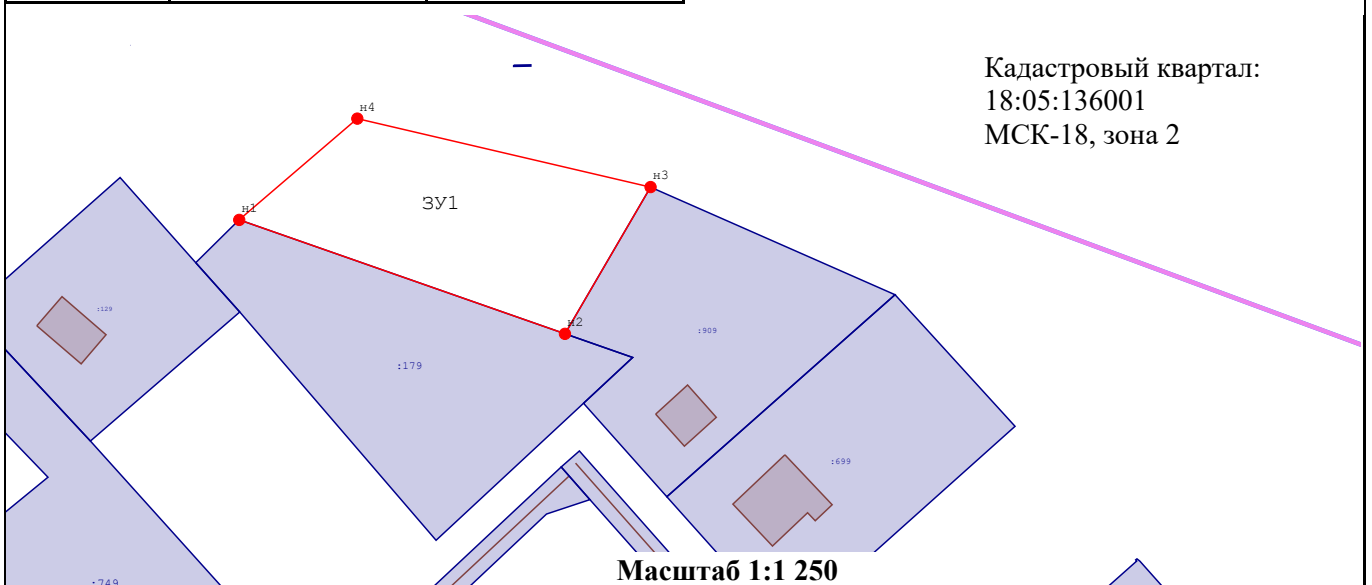 Кадастровый квартал:
18:05:136001
МСК-18, зона 2
н4
н3
н1
ЗУ1
:129
н2
:909
:179
:699
Масштаб 1:1 250
:749